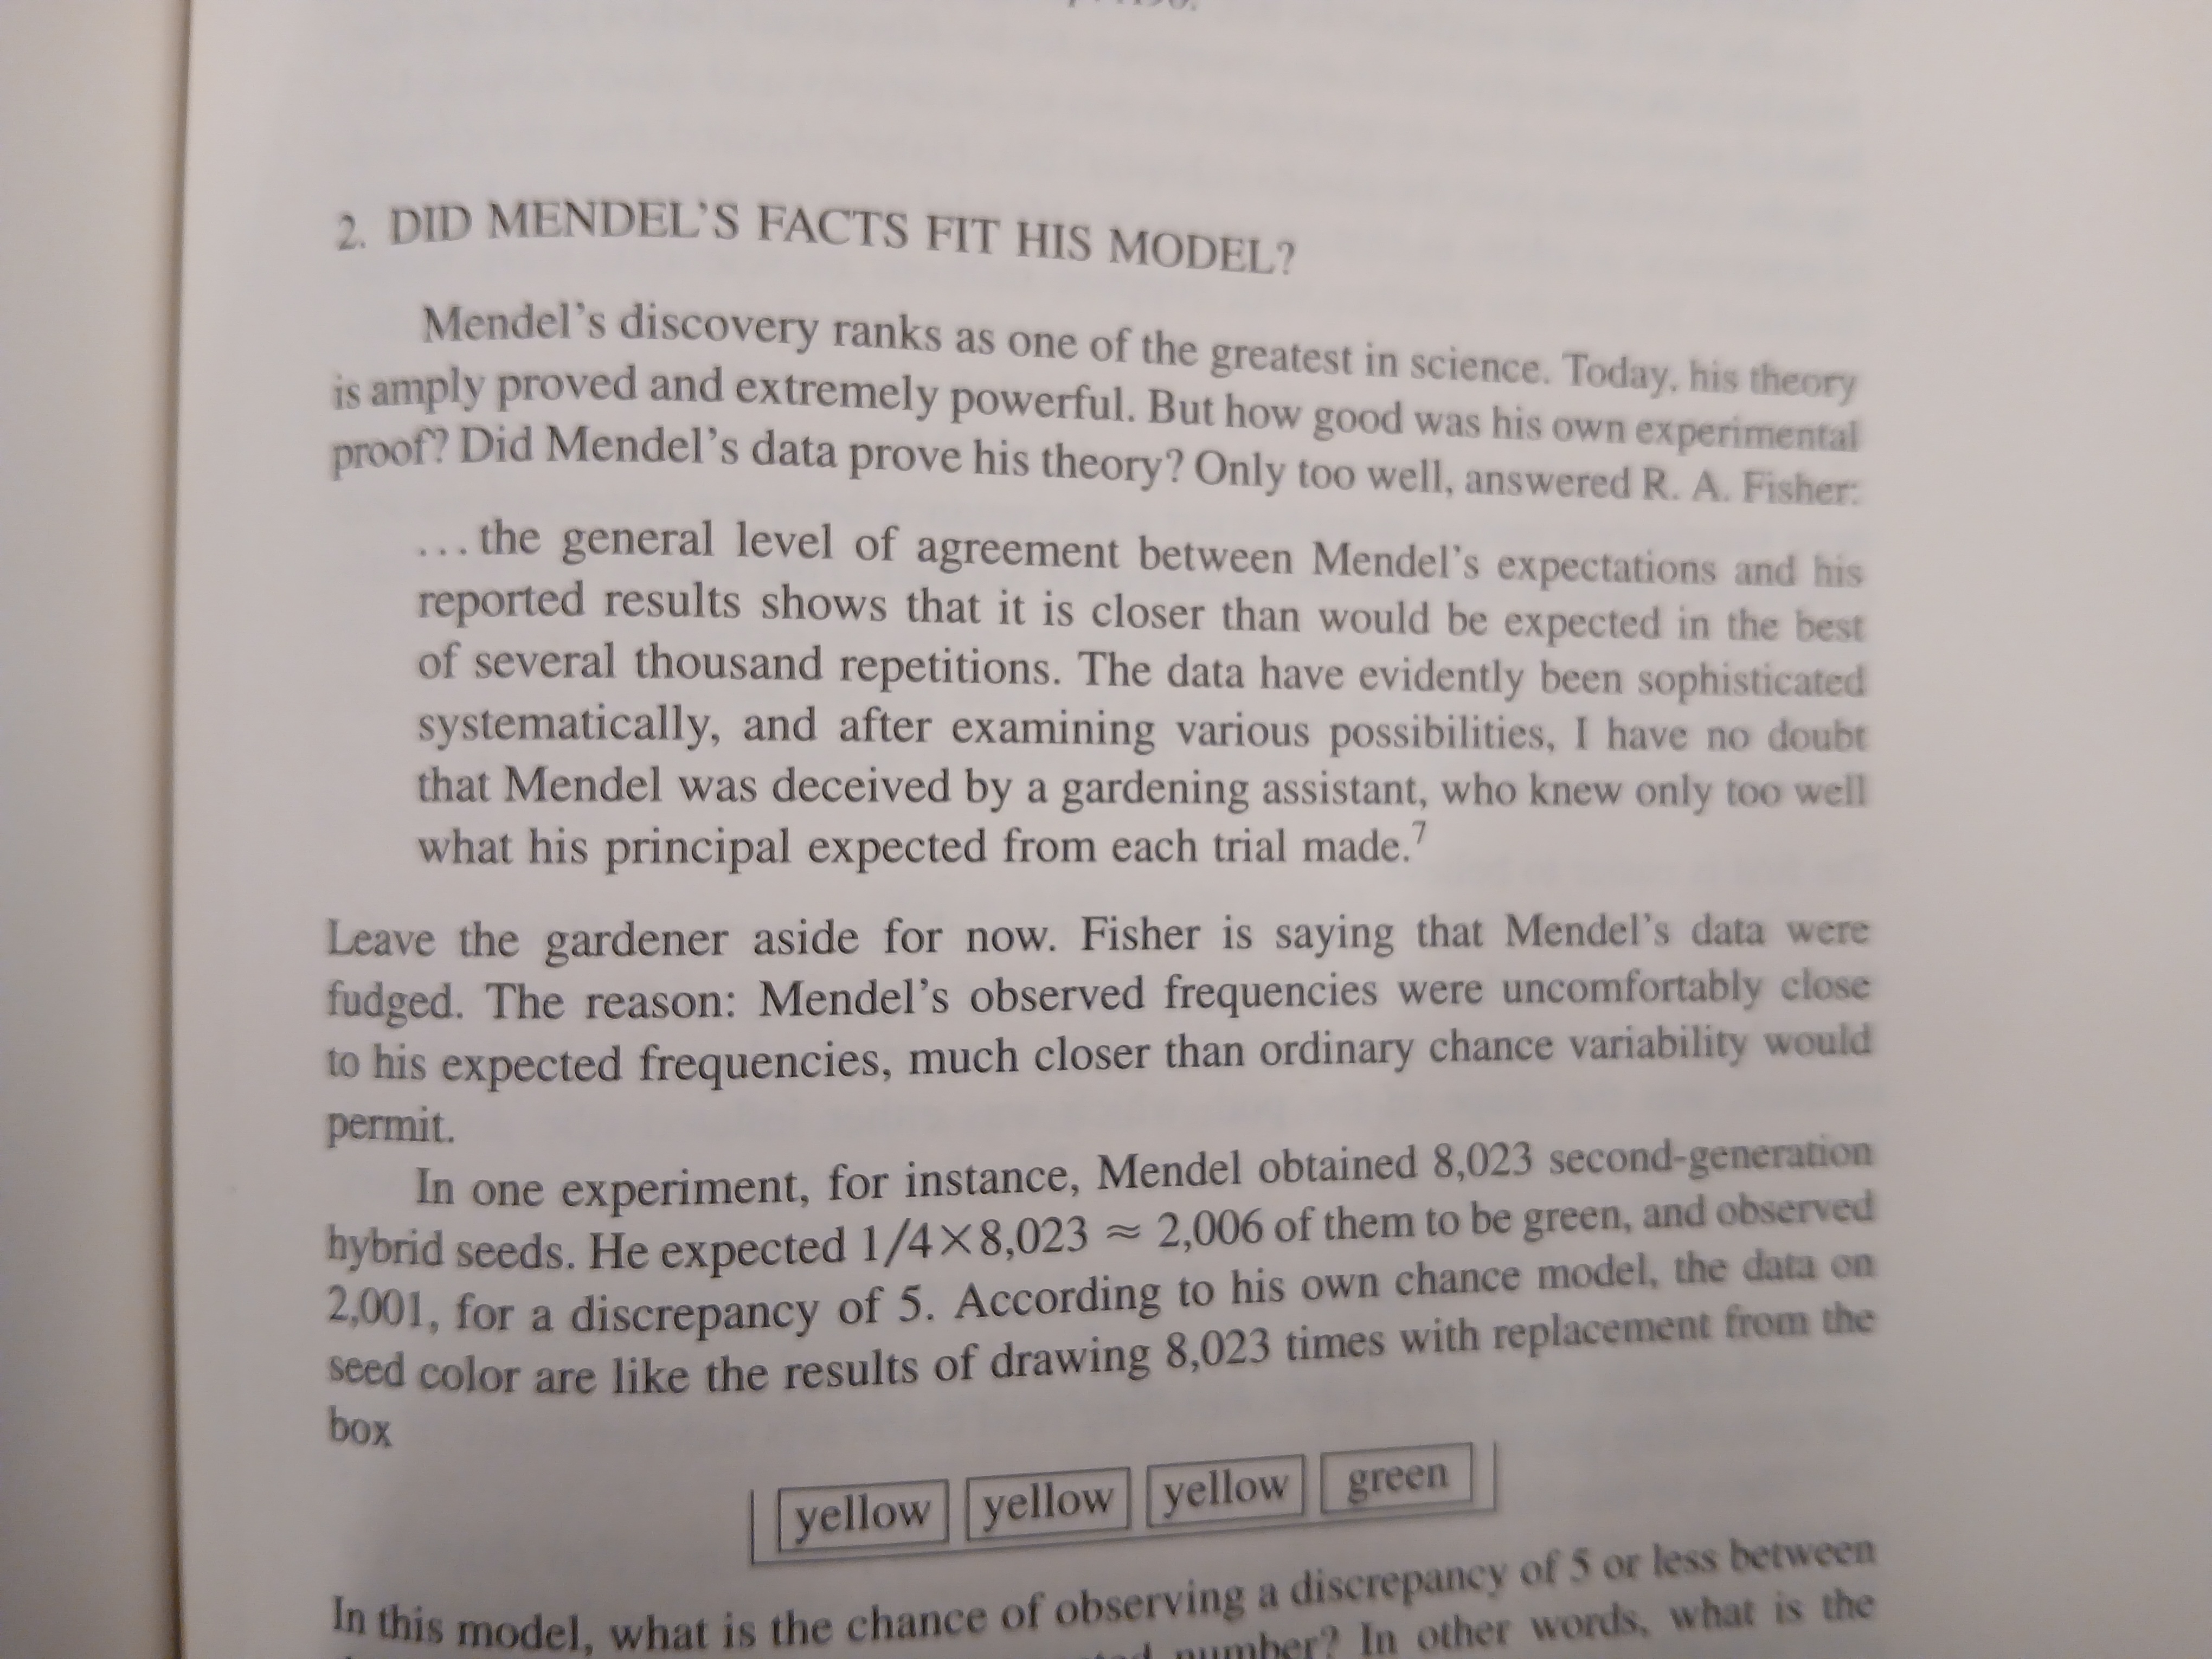 2. DID MENDEL'S FACTS FIT HIS MODEL?
Mendel's discovery ranks as one of the greatest in science. Today, his theory
is amply proved and extremely powerful. But how good was his own experimental
proof? Did Mendel's data prove his theory? Only too well, answered R. A. Fisher:
... the general level of agreement between Mendel's expectations and his
reported results shows that it is closer than would be expected in the best
of several thousand repetitions. The data have evidently been sophisticated
systematically, and after examining various possibilities, I have no doubt
that Mendel was deceived by a gardening assistant, who knew only too well
what his principal expected from each trial made.⁷
Leave the gardener aside for now. Fisher is saying that Mendel's data were
fudged. The reason: Mendel's observed frequencies were uncomfortably close
to his expected frequencies, much closer than ordinary chance variability would
permit.
In one experiment, for instance, Mendel obtained 8,023 second-generation
hybrid seeds. He expected 1/4×8,023 ≈ 2,006 of them to be green, and observed
2,001, for a discrepancy of 5. According to his own chance model, the data on
seed color are like the results of drawing 8,023 times with replacement from the
box
yellow yellow yellow green
In this model, what is the chance of observing a discrepancy of 5 or less between
number? In other words, what is the